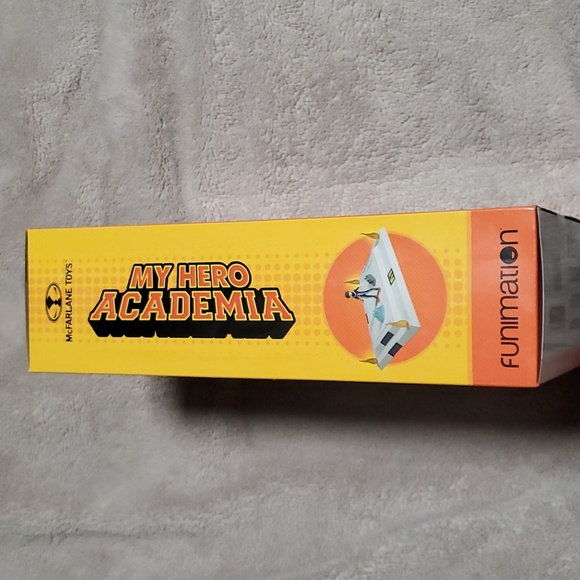 McFARLANE TOYS
MY HERO
ACADEMIA
FUNIMATION